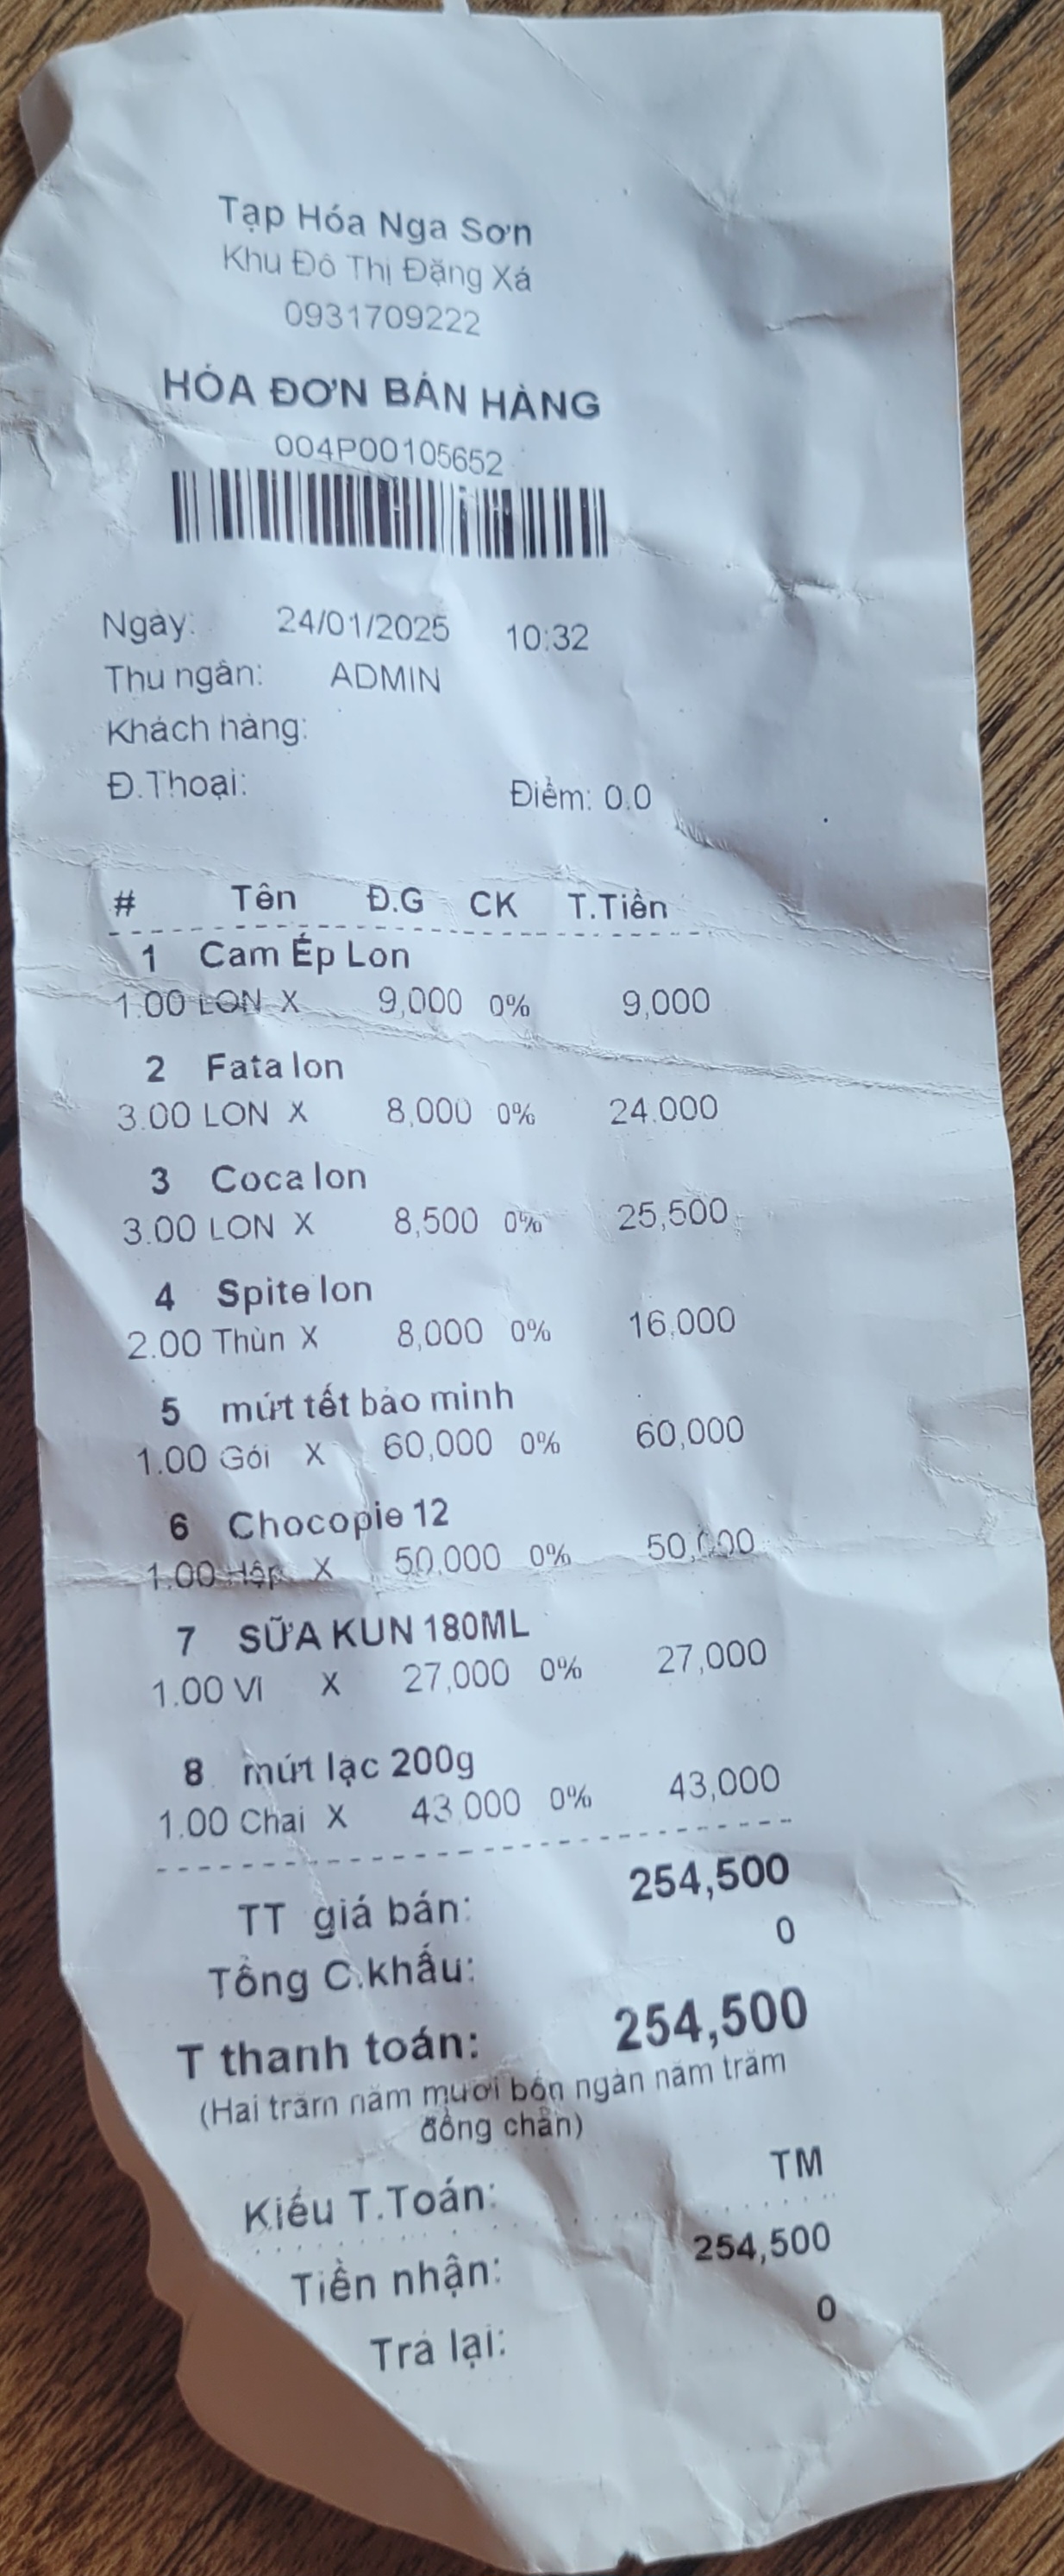 Tạp Hóa Nga Sơn
Khu Đô Thị Đặng Xá
0931709222
HÓA ĐƠN BÁN HÀNG
004P00105652
Ngày: 24/01/2025 10:32
Thu ngân: ADMIN
Khách hàng:
Đ.Thoại: Điểm: 0.0
# Tên Đ.G CK T.Tiền
1 Cam Ép Lon
1.00 LON X 9,000 0% 9,000
2 Fata lon
3.00 LON X 8,000 0% 24.000
3 Coca lon
3.00 LON X 8,500 0% 25,500
4 Spite lon
2.00 Thùn X 8,000 0% 16,000
5 mứt tết bảo minh
1.00 Gói X 60,000 0% 60,000
6 Chocopie 12
1.00 Hộp X 50.000 0% 50,000
7 SỮA KUN 180ML
1.00 Vỉ X 27,000 0% 27,000
8 mứt lạc 200g
1.00 Chai X 43.000 0% 43,000
TT giá bán: 254,500
Tổng C.khấu: 0
T thanh toán: 254,500
(Hai trăm năm mươi bốn ngàn năm trăm
đồng chẵn)
Kiểu T.Toán: TM
Tiền nhận: 254,500
Trả lại: 0